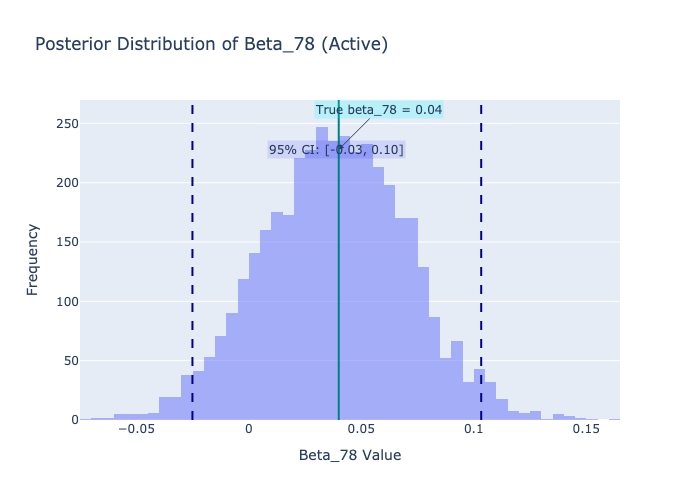 Posterior Distribution of Beta_78 (Active)
True beta_78 = 0.04
95% CI: [-0.03, 0.10]
250
200
150
100
50
0
Frequency
−0.05
0
0.05
0.1
0.15
Beta_78 Value